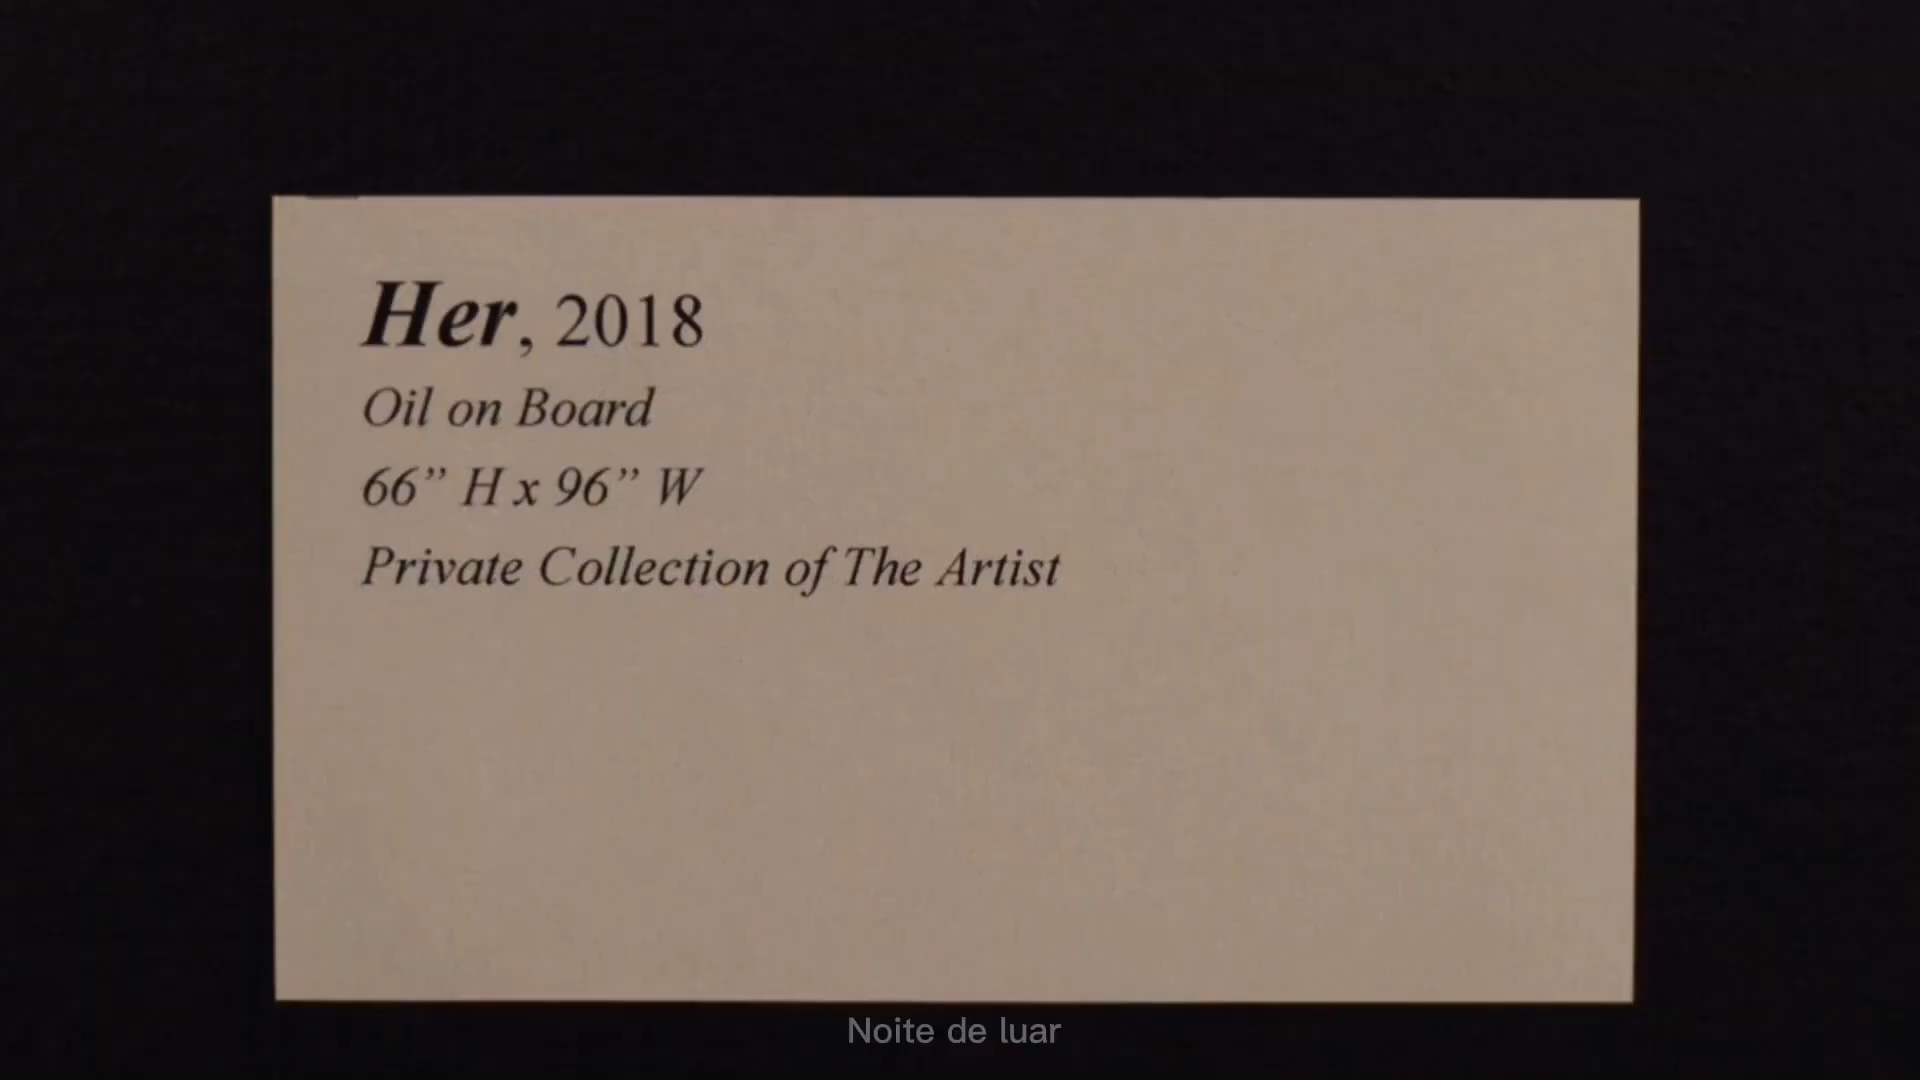 Her, 2018
Oil on Board
66” H x 96” W
Private Collection of The Artist
Noite de luar